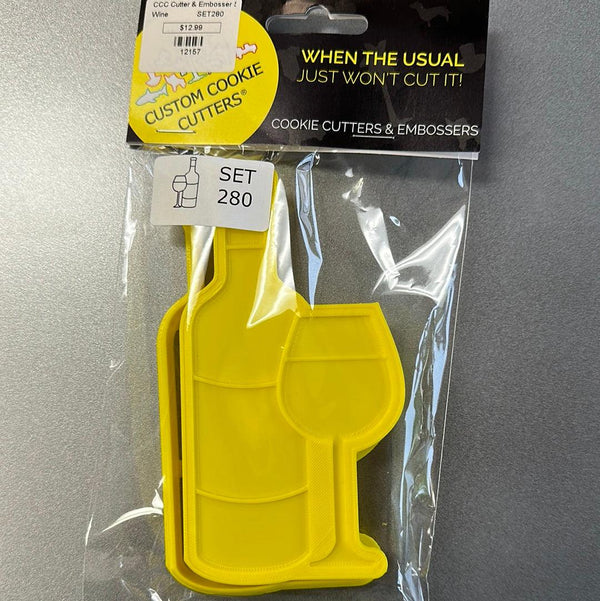 CCC Cutter & Embosser S
Wine SET280
$12.99
12157
CUSTOM COOKIE
CUTTERS®
WHEN THE USUAL
JUST WON'T CUT IT!
COOKIE CUTTERS & EMBOSSERS
SET
280